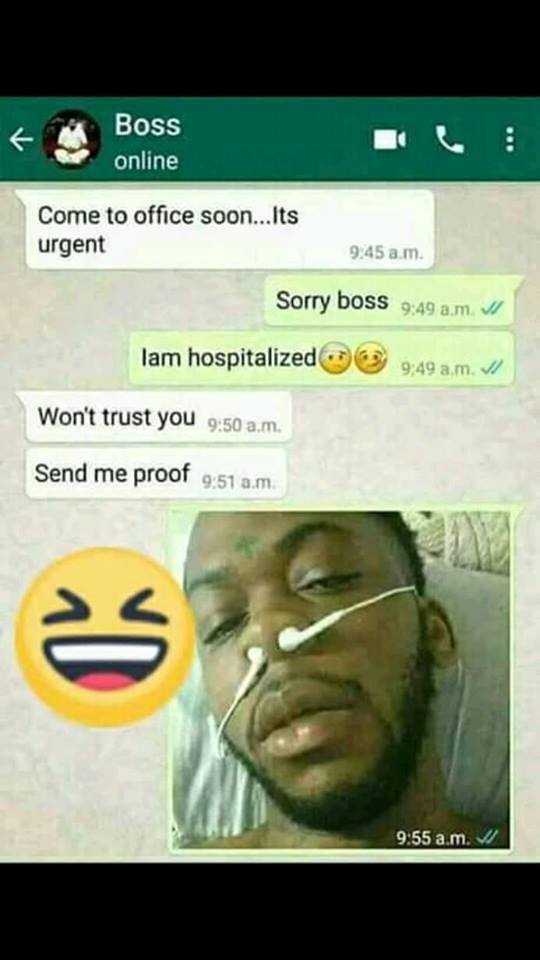 Boss
online
Come to office soon...Its
urgent
9:45 a.m.
Sorry boss 9:49 a.m.
Iam hospitalized🤕🤒 9:49 a.m.
Won't trust you 9:50 a.m.
Send me proof 9:51 a.m.
9:55 a.m.